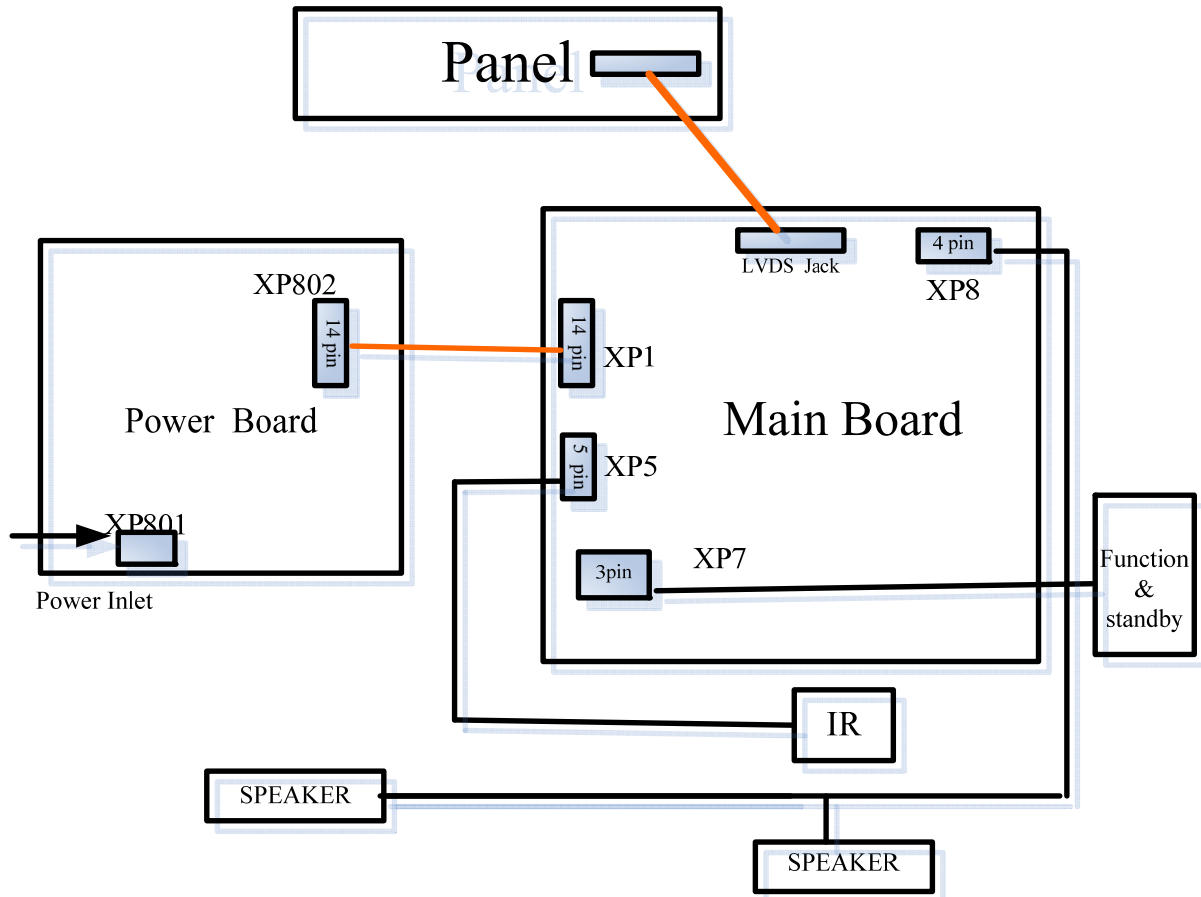 Panel
4 pin
LVDS Jack
XP8
XP802
14 pin
14 pin
XP1
Power Board
Main Board
5 pin
XP5
XP801
XP7
3pin
Function
&
standby
Power Inlet
IR
SPEAKER
SPEAKER